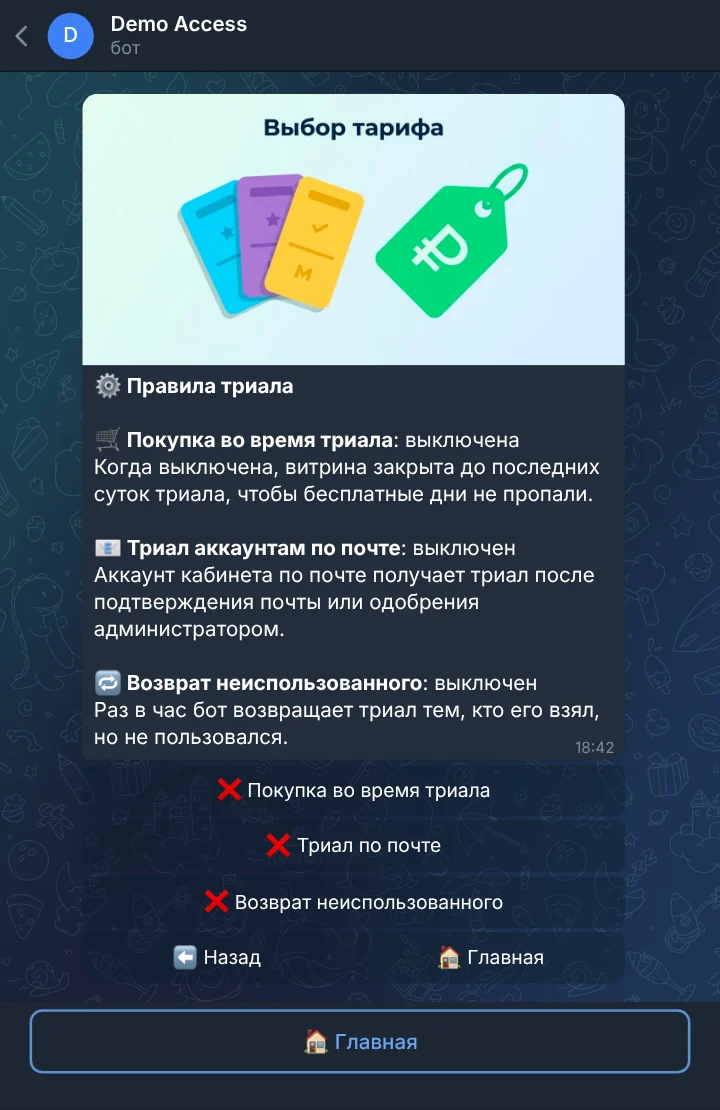 Demo Access
D
бот
Выбор тарифа
M
⚙️ Правила триала
🛒 Покупка во время триала: выключена
Когда выключена, витрина закрыта до последних
суток триала, чтобы бесплатные дни не пропали.
📧 Триал аккаунтам по почте: выключен
Аккаунт кабинета по почте получает триал после
подтверждения почты или одобрения
администратором.
🔁 Возврат неиспользованного: выключен
Раз в час бот возвращает триал тем, кто его взял,
но не пользовался.
18:42
❌ Покупка во время триала
❌ Триал по почте
❌ Возврат неиспользованного
⬅️ Назад
🏠 Главная
🏠 Главная